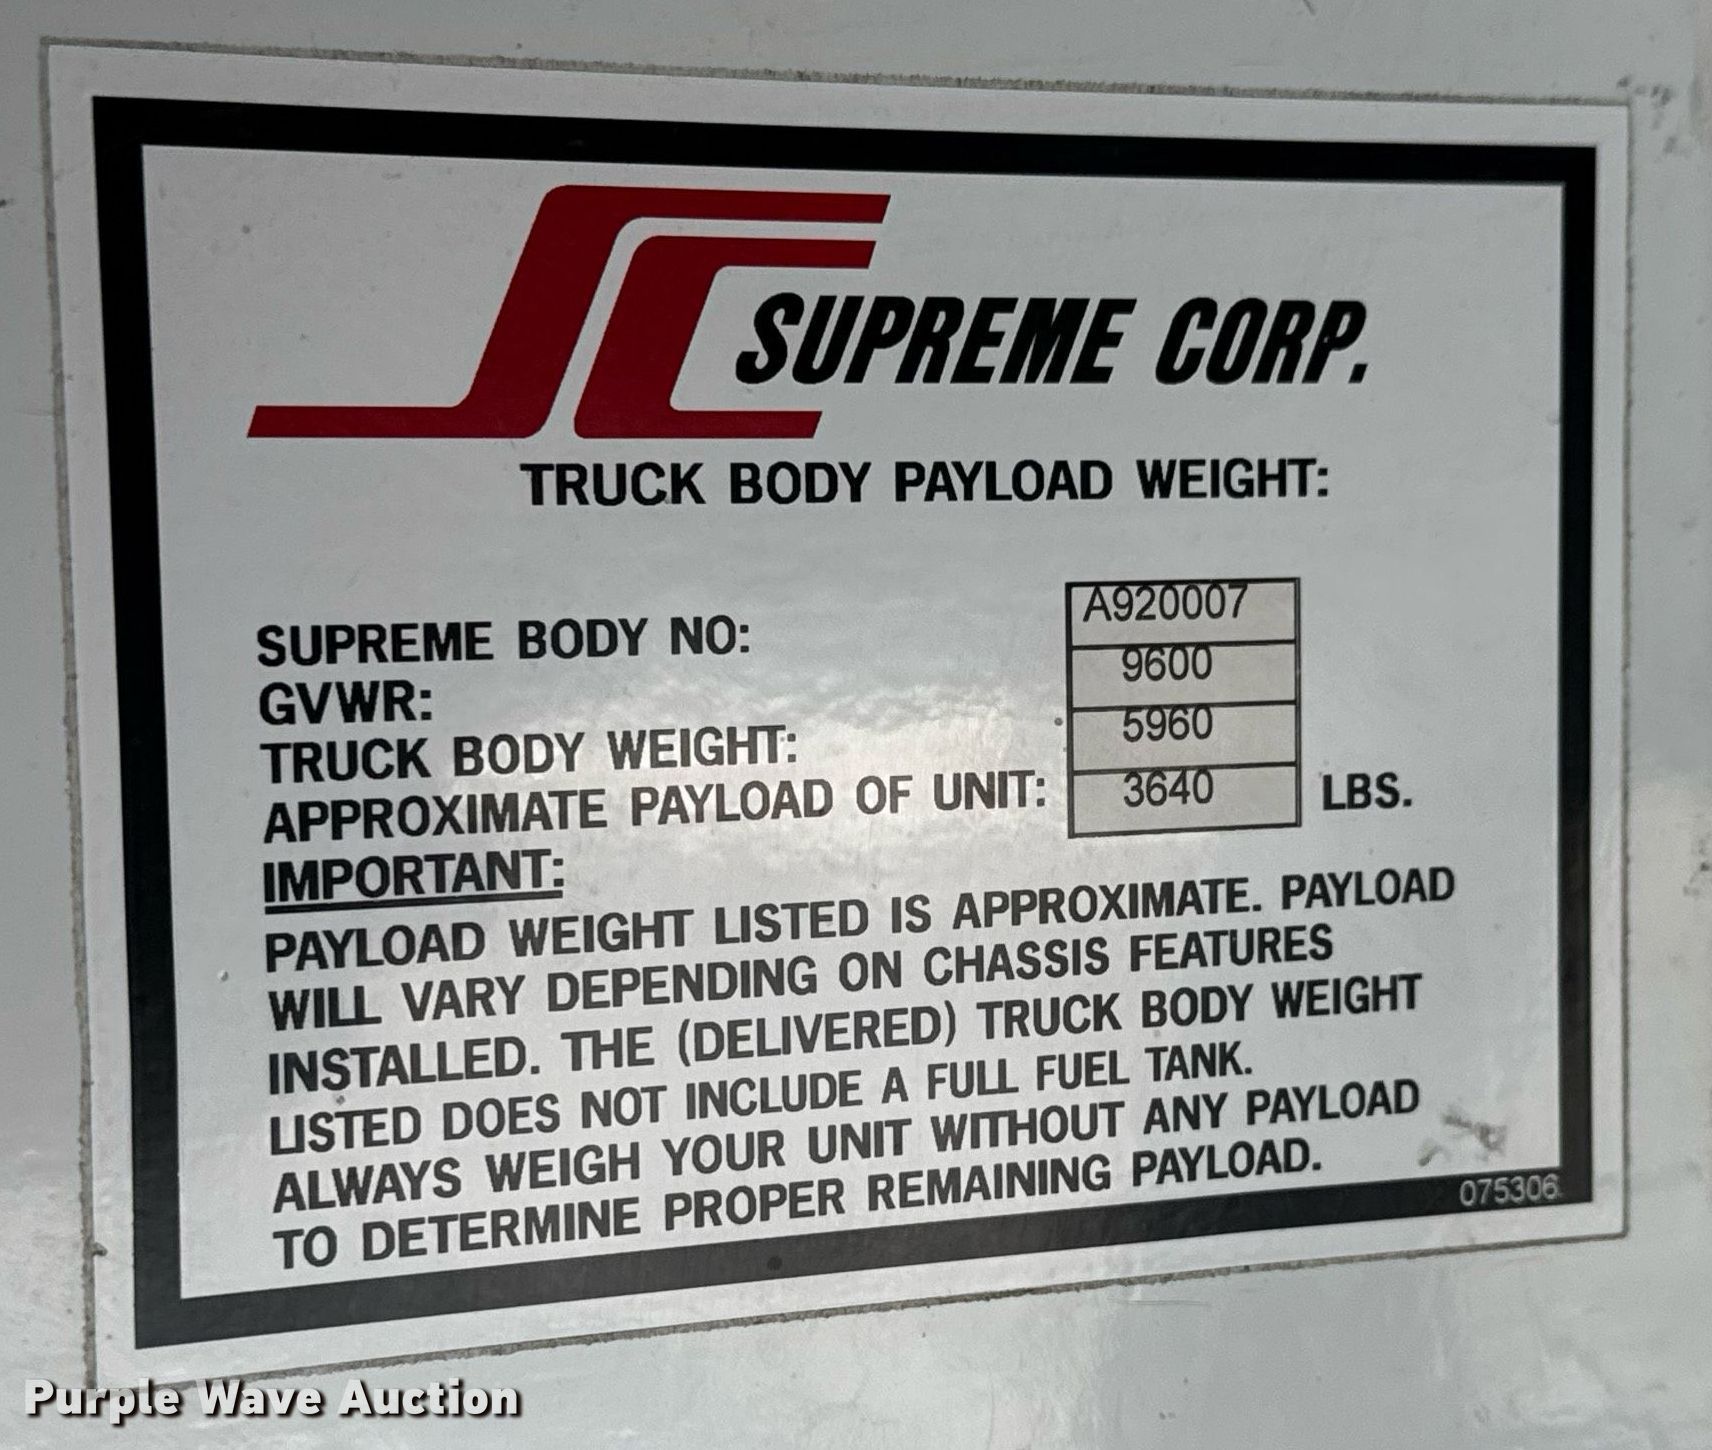 SUPREME CORP.
TRUCK BODY PAYLOAD WEIGHT:
SUPREME BODY NO: A920007
GVWR: 9600
TRUCK BODY WEIGHT: 5960
APPROXIMATE PAYLOAD OF UNIT: 3640 LBS.
IMPORTANT:
PAYLOAD WEIGHT LISTED IS APPROXIMATE. PAYLOAD
WILL VARY DEPENDING ON CHASSIS FEATURES
INSTALLED. THE (DELIVERED) TRUCK BODY WEIGHT
LISTED DOES NOT INCLUDE A FULL FUEL TANK.
ALWAYS WEIGH YOUR UNIT WITHOUT ANY PAYLOAD
TO DETERMINE PROPER REMAINING PAYLOAD.
075306
Purple Wave Auction